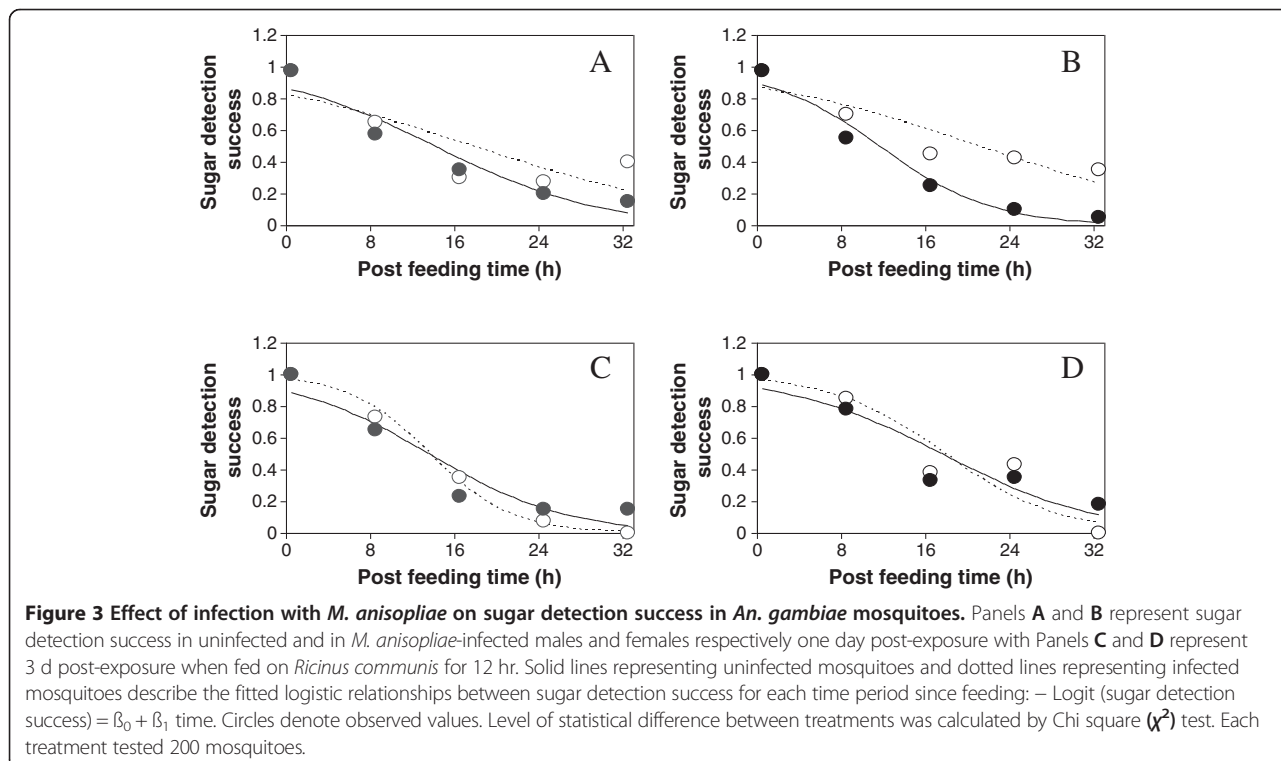 1.2
1
0.8
0.6
0.4
0.2
0
Sugar detection
success
A
0 8 16 24 32
Post feeding time (h)
1.2
1
0.8
0.6
0.4
0.2
0
Sugar detection
success
B
0 8 16 24 32
Post feeding time (h)
1.2
1
0.8
0.6
0.4
0.2
0
Sugar detection
success
C
0 8 16 24 32
Post feeding time (h)
1.2
1
0.8
0.6
0.4
0.2
0
Sugar detection
success
D
0 8 16 24 32
Post feeding time (h)
Figure 3 Effect of infection with M. anisopliae on sugar detection success in An. gambiae mosquitoes. Panels A and B represent sugar
detection success in uninfected and in M. anisopliae-infected males and females respectively one day post-exposure with Panels C and D represent
3 d post-exposure when fed on Ricinus communis for 12 hr. Solid lines representing uninfected mosquitoes and dotted lines representing infected
mosquitoes describe the fitted logistic relationships between sugar detection success for each time period since feeding: – Logit (sugar detection
success) = ß₀ + ß₁ time. Circles denote observed values. Level of statistical difference between treatments was calculated by Chi square (χ²) test. Each
treatment tested 200 mosquitoes.